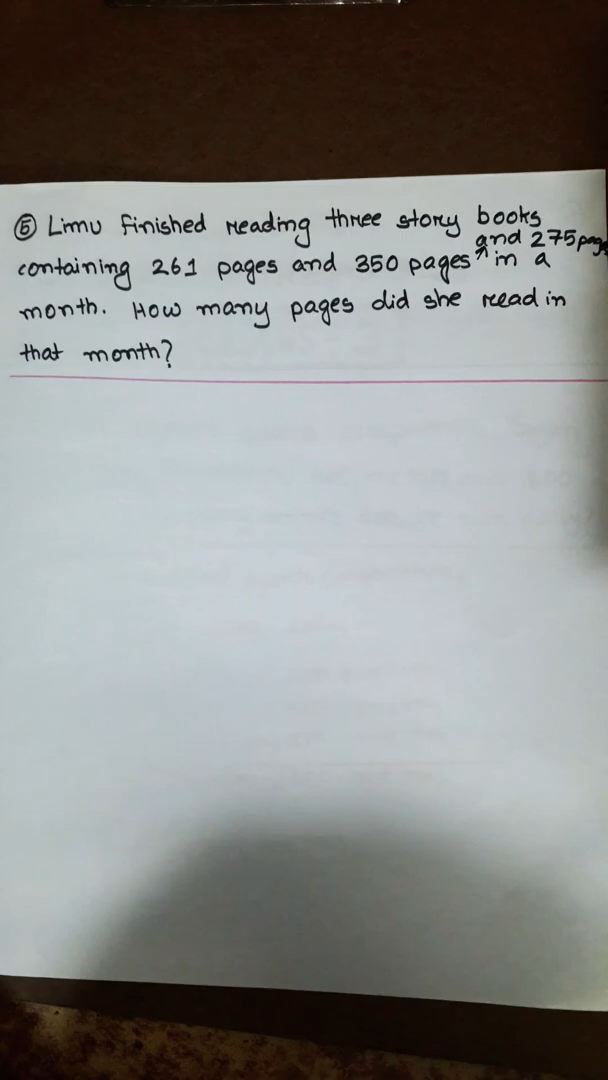 ⑤ Limu finished reading three story books
containing 261 pages and 350 pages ^ and 275 pages in a
month. How many pages did she read in
that month?